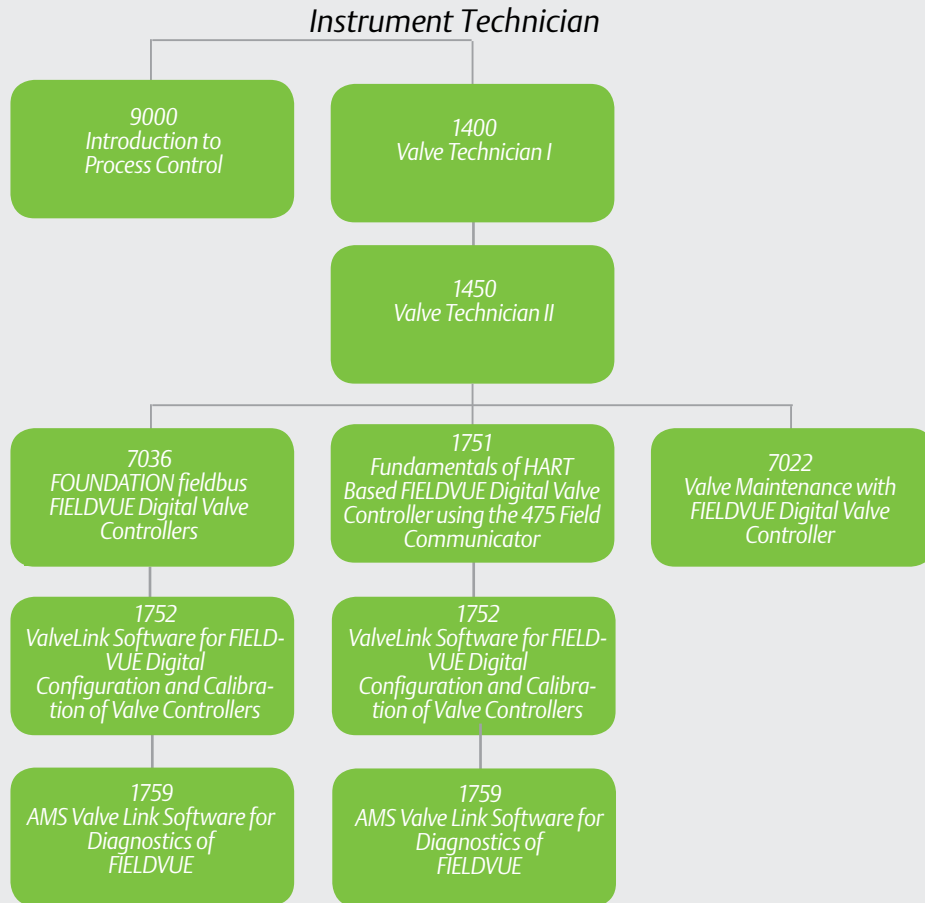 Instrument Technician
9000
Introduction to
Process Control
1400
Valve Technician I
1450
Valve Technician II
7036
FOUNDATION fieldbus
FIELDVUE Digital Valve
Controllers
1751
Fundamentals of HART
Based FIELDVUE Digital Valve
Controller using the 475 Field
Communicator
7022
Valve Maintenance with
FIELDVUE Digital Valve
Controller
1752
ValveLink Software for FIELD-
VUE Digital
Configuration and Calibra-
tion of Valve Controllers
1752
ValveLink Software for FIELD-
VUE Digital
Configuration and Calibra-
tion of Valve Controllers
1759
AMS Valve Link Software for
Diagnostics of
FIELDVUE
1759
AMS Valve Link Software for
Diagnostics of
FIELDVUE